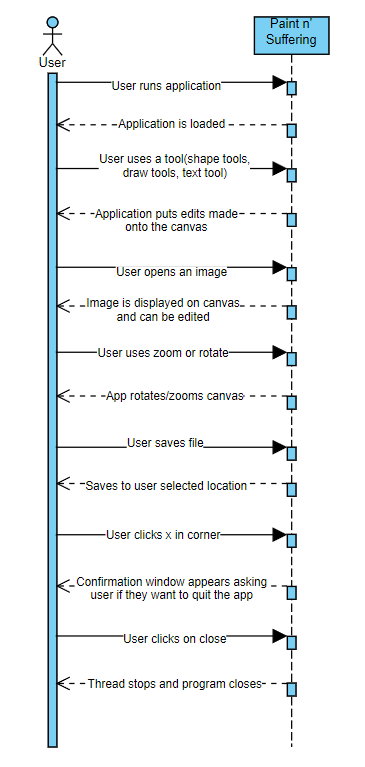 Paint n'
Suffering
User
User runs application
Application is loaded
User uses a tool(shape tools,
draw tools, text tool)
Application puts edits made
onto the canvas
User opens an image
Image is displayed on canvas
and can be edited
User uses zoom or rotate
App rotates/zooms canvas
User saves file
Saves to user selected location
User clicks x in corner
Confirmation window appears asking
user if they want to quit the app
User clicks on close
Thread stops and program closes